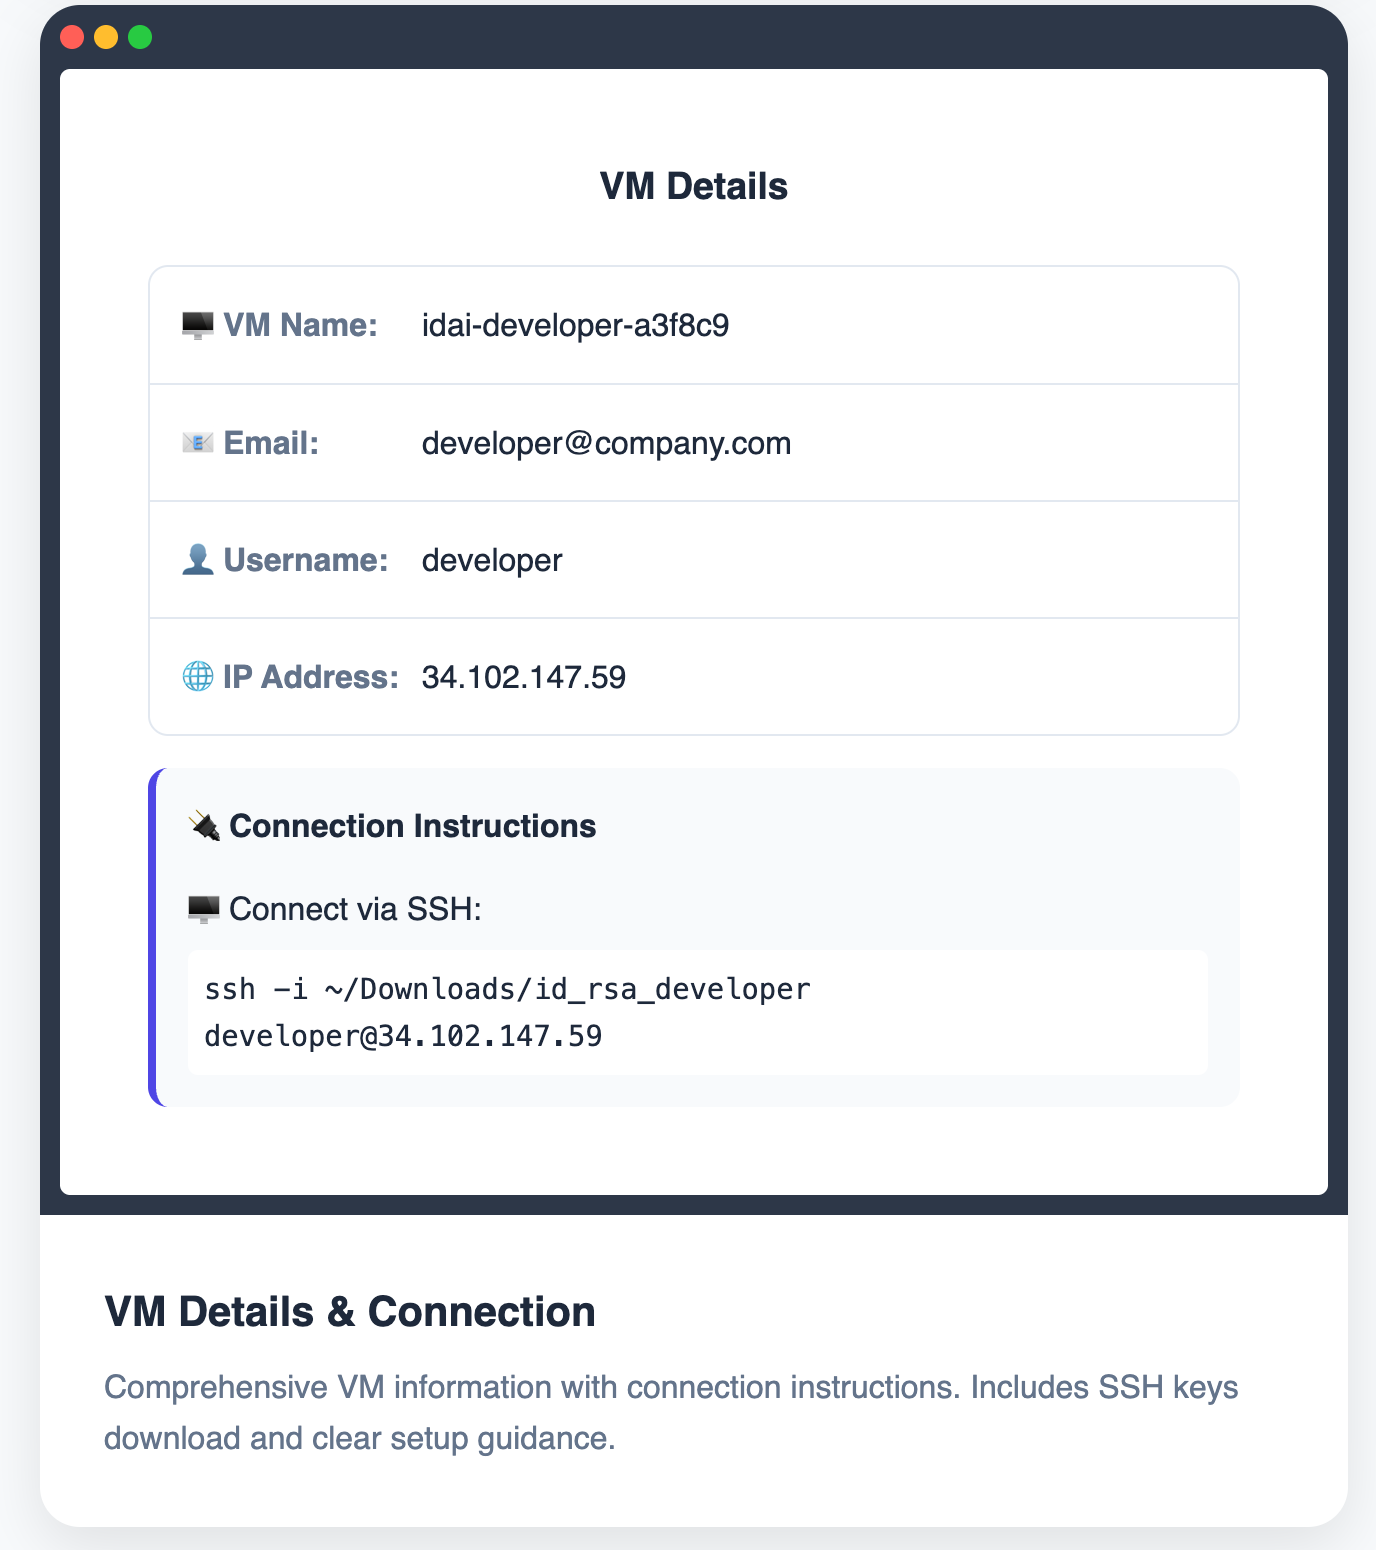 VM Details
🖥️ VM Name: idai-developer-a3f8c9
📧 Email: developer@company.com
👤 Username: developer
🌐 IP Address: 34.102.147.59
🔌 Connection Instructions
🖥️ Connect via SSH:
ssh -i ~/Downloads/id_rsa_developer
developer@34.102.147.59
VM Details & Connection
Comprehensive VM information with connection instructions. Includes SSH keys
download and clear setup guidance.